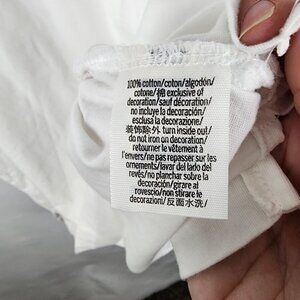 100% cotton/coton/algodón/
cotone/棉 exclusive of
decoration/sauf décoration/
no incluye la decoración/
esclusa la decorazione/
装饰除外 turn inside out/
do not iron on decoration/
retourner le vêtement à
l'envers/ne pas repasser sur les
ornements/lavar del lado del
revés/no planchar sobre la
decoración/girare al
rovescio/non stirare le
decorazioni/反面水洗/